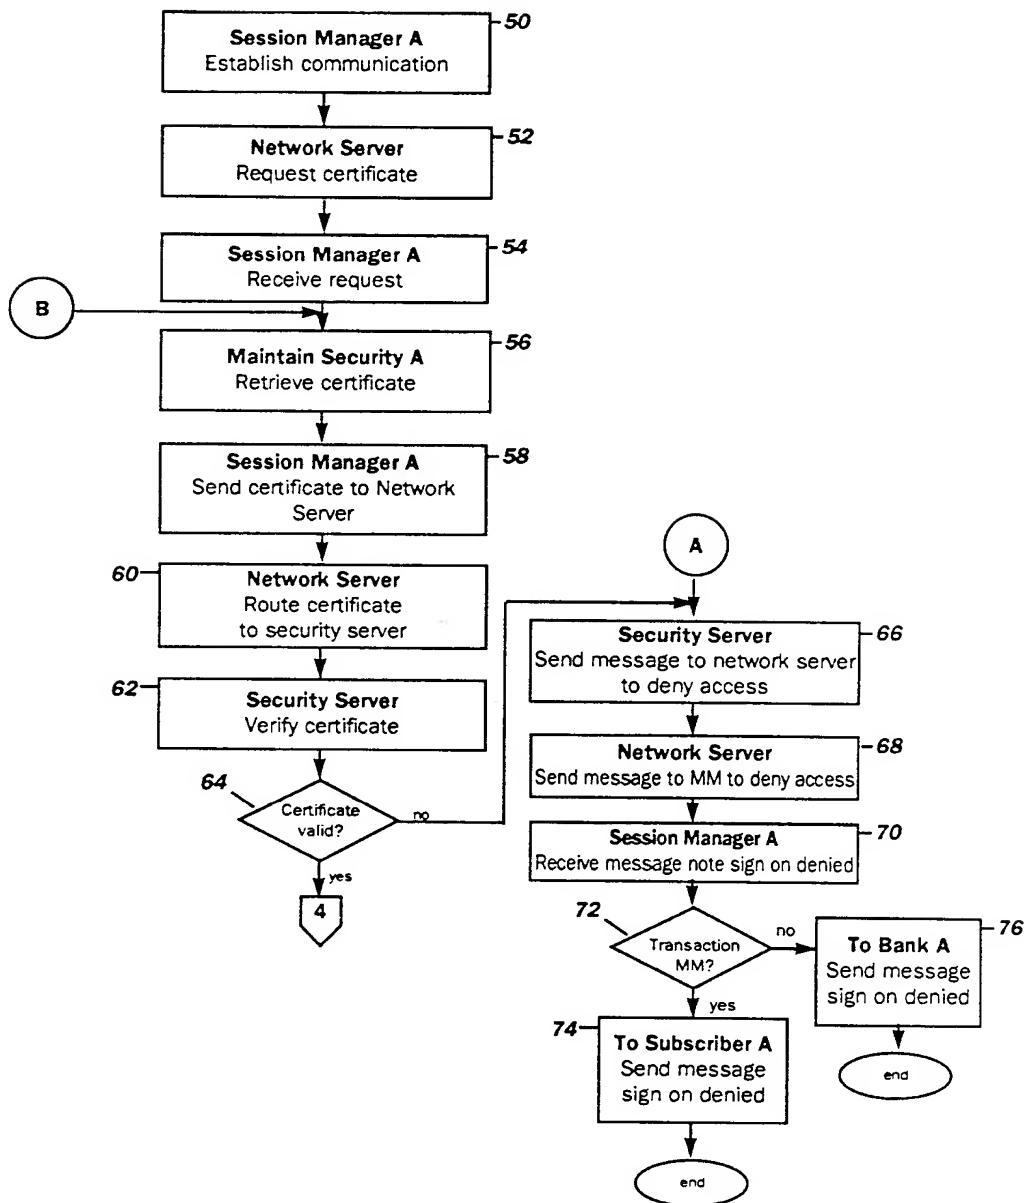 50
Session Manager A
Establish communication
52
Network Server
Request certificate
54
Session Manager A
Receive request
B
56
Maintain Security A
Retrieve certificate
58
Session Manager A
Send certificate to Network
Server
60
Network Server
Route certificate
to security server
62
Security Server
Verify certificate
64
Certificate
valid?
no
yes
4
A
66
Security Server
Send message to network server
to deny access
68
Network Server
Send message to MM to deny access
70
Session Manager A
Receive message note sign on denied
72
Transaction
MM?
no
yes
76
To Bank A
Send message
sign on denied
end
74
To Subscriber A
Send message
sign on denied
end